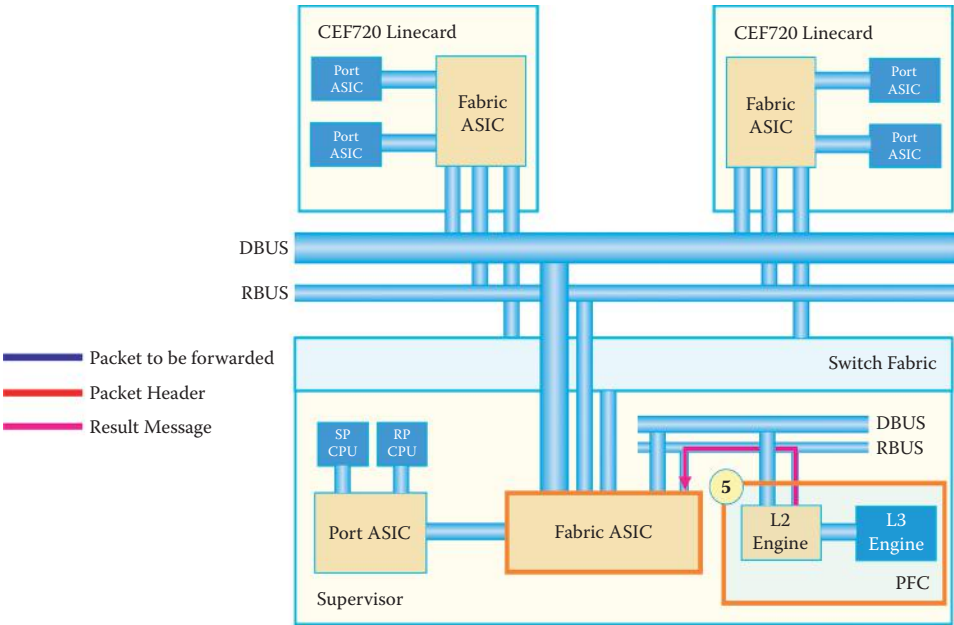 CEF720 Linecard
Port
ASIC
Port
ASIC
Fabric
ASIC
CEF720 Linecard
Fabric
ASIC
Port
ASIC
Port
ASIC
DBUS
RBUS
Packet to be forwarded
Packet Header
Result Message
Switch Fabric
DBUS
RBUS
SP
CPU
RP
CPU
5
Port ASIC
Fabric ASIC
L2
Engine
L3
Engine
PFC
Supervisor